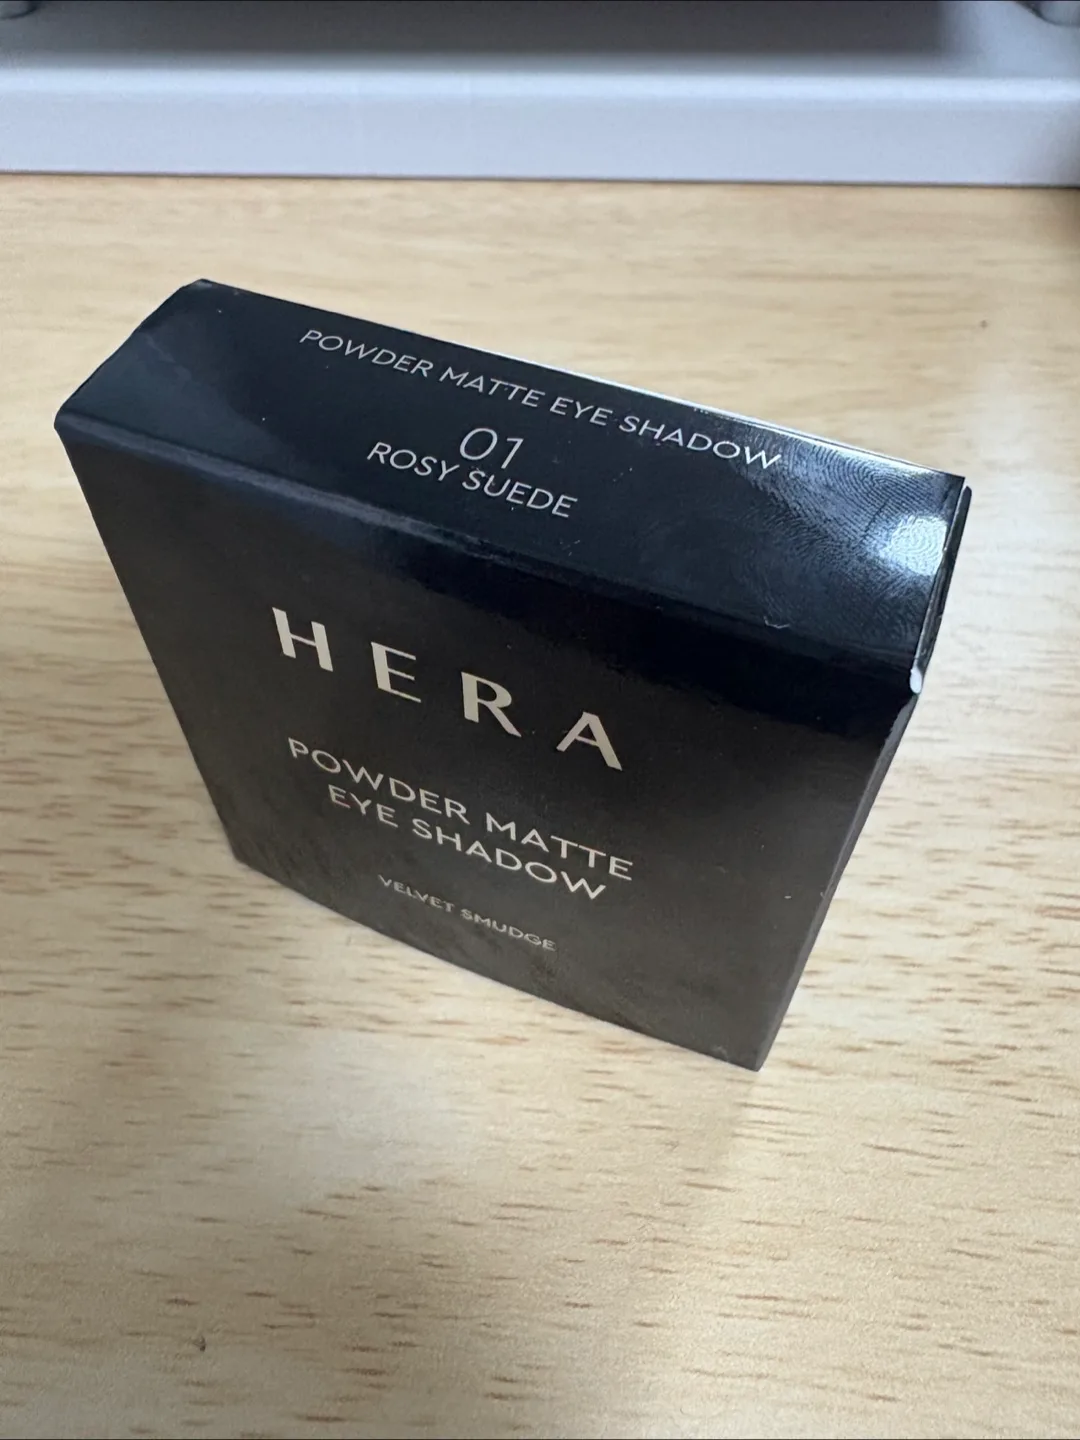 POWDER MATTE EYE SHADOW
01
ROSY SUEDE
HERA
POWDER MATTE
EYE SHADOW
VELVET SMUDGE